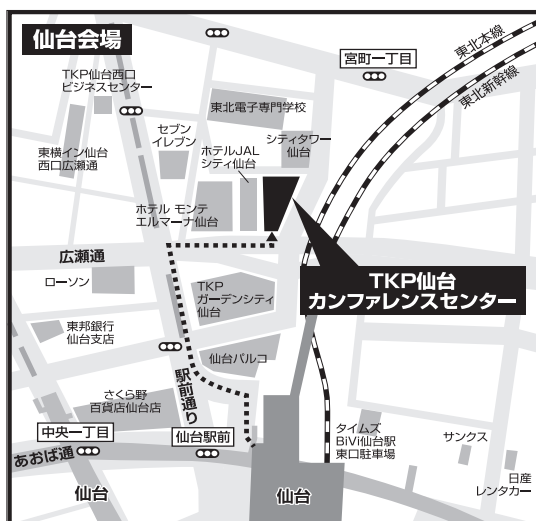 仙台会場
宮町一丁目
東北本線
東北新幹線
TKP仙台西口
ビジネスセンター
東北電子専門学校
セブン
イレブン
シティタワー
仙台
ホテルJAL
シティ仙台
東横イン仙台
西口広瀬通
ホテル モンテ
エルマーナ仙台
広瀬通
ローソン
TKP
ガーデンシティ
仙台
TKP仙台
カンファレンスセンター
東邦銀行
仙台支店
仙台パルコ
駅前通り
さくら野
百貨店仙台店
中央一丁目
仙台駅前
あおば通
仙台
仙台
タイムズ
BiVi仙台駅
東口駐車場
サンクス
日産
レンタカー